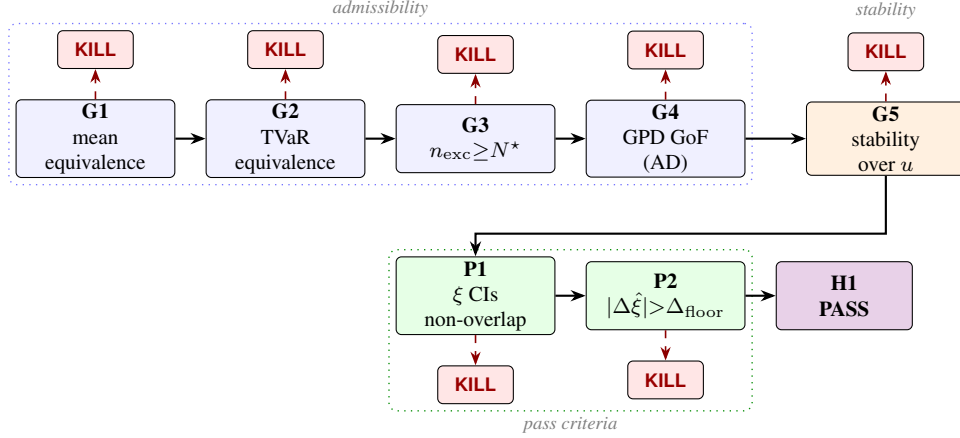 admissibility
stability
KILL
KILL
KILL
KILL
KILL
G1
mean
equivalence
G2
TVaR
equivalence
G3
n_exc≥N⋆
G4
GPD GoF
(AD)
G5
stability
over u
P1
ξ CIs
non-overlap
P2
|Δξ̂|>Δ_floor
H1
PASS
KILL
KILL
pass criteria